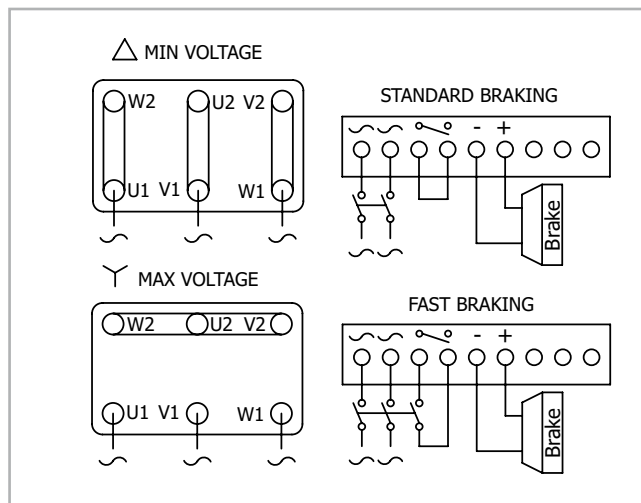 △ MIN VOLTAGE
W2 U2 V2
U1 V1 W1
STANDARD BRAKING
- +
Brake
MAX VOLTAGE
W2 U2 V2
U1 V1 W1
FAST BRAKING
- +
Brake